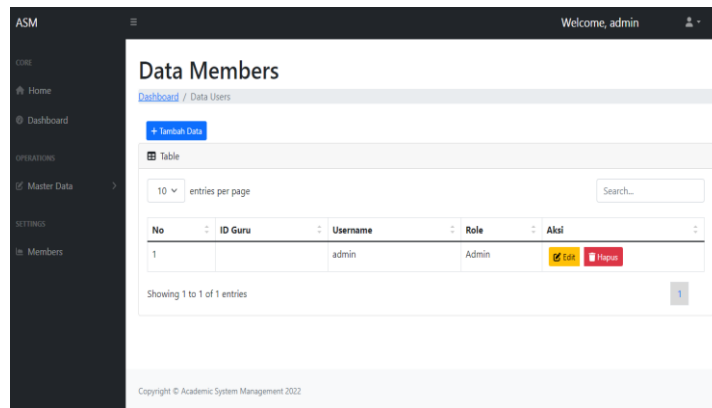 ASM
Welcome, admin
CORE
Home
Dashboard
OPERATIONS
Master Data
SETTINGS
Members
Data Members
Dashboard / Data Users
+ Tambah Data
Table
10 entries per page
Search...
No ID Guru Username Role Aksi
1 admin Admin Edit Hapus
Showing 1 to 1 of 1 entries
1
Copyright © Academic System Management 2022